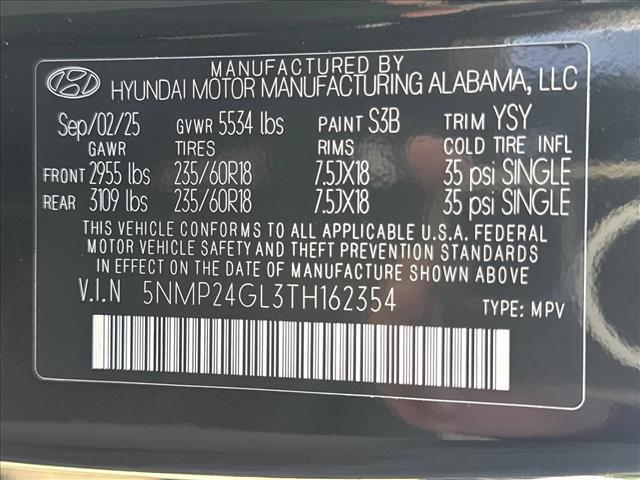 MANUFACTURED BY
HYUNDAI MOTOR MANUFACTURING ALABAMA, LLC
Sep/02/25 GVWR 5534 lbs PAINT S3B TRIM YSY
GAWR TIRES RIMS COLD TIRE INFL
FRONT 2955 lbs 235/60R18 7.5JX18 35 psi SINGLE
REAR 3109 lbs 235/60R18 7.5JX18 35 psi SINGLE
THIS VEHICLE CONFORMS TO ALL APPLICABLE U.S.A. FEDERAL
MOTOR VEHICLE SAFETY AND THEFT PREVENTION STANDARDS
IN EFFECT ON THE DATE OF MANUFACTURE SHOWN ABOVE.
V.I.N 5NMP24GL3TH162354 TYPE: MPV